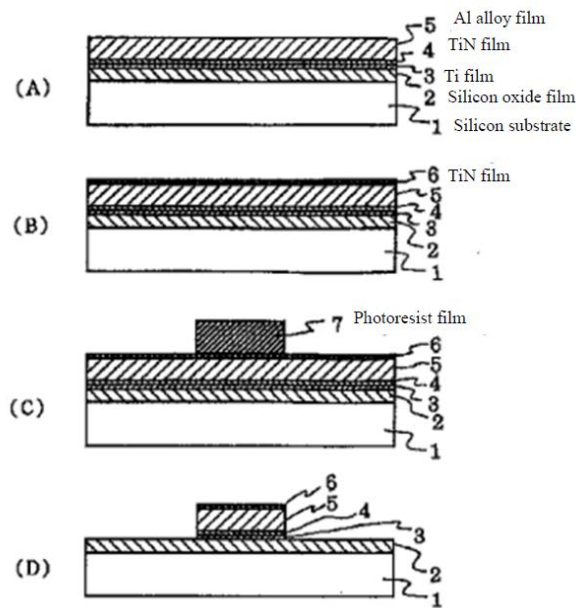 5 Al alloy film
4 TiN film
3 Ti film
(A)
2 Silicon oxide film
1 Silicon substrate
6 TiN film
5
4
(B)
3
2
1
7 Photoresist film
6
5
4
(C)
3
2
1
6
5
4
3
(D)
2
1